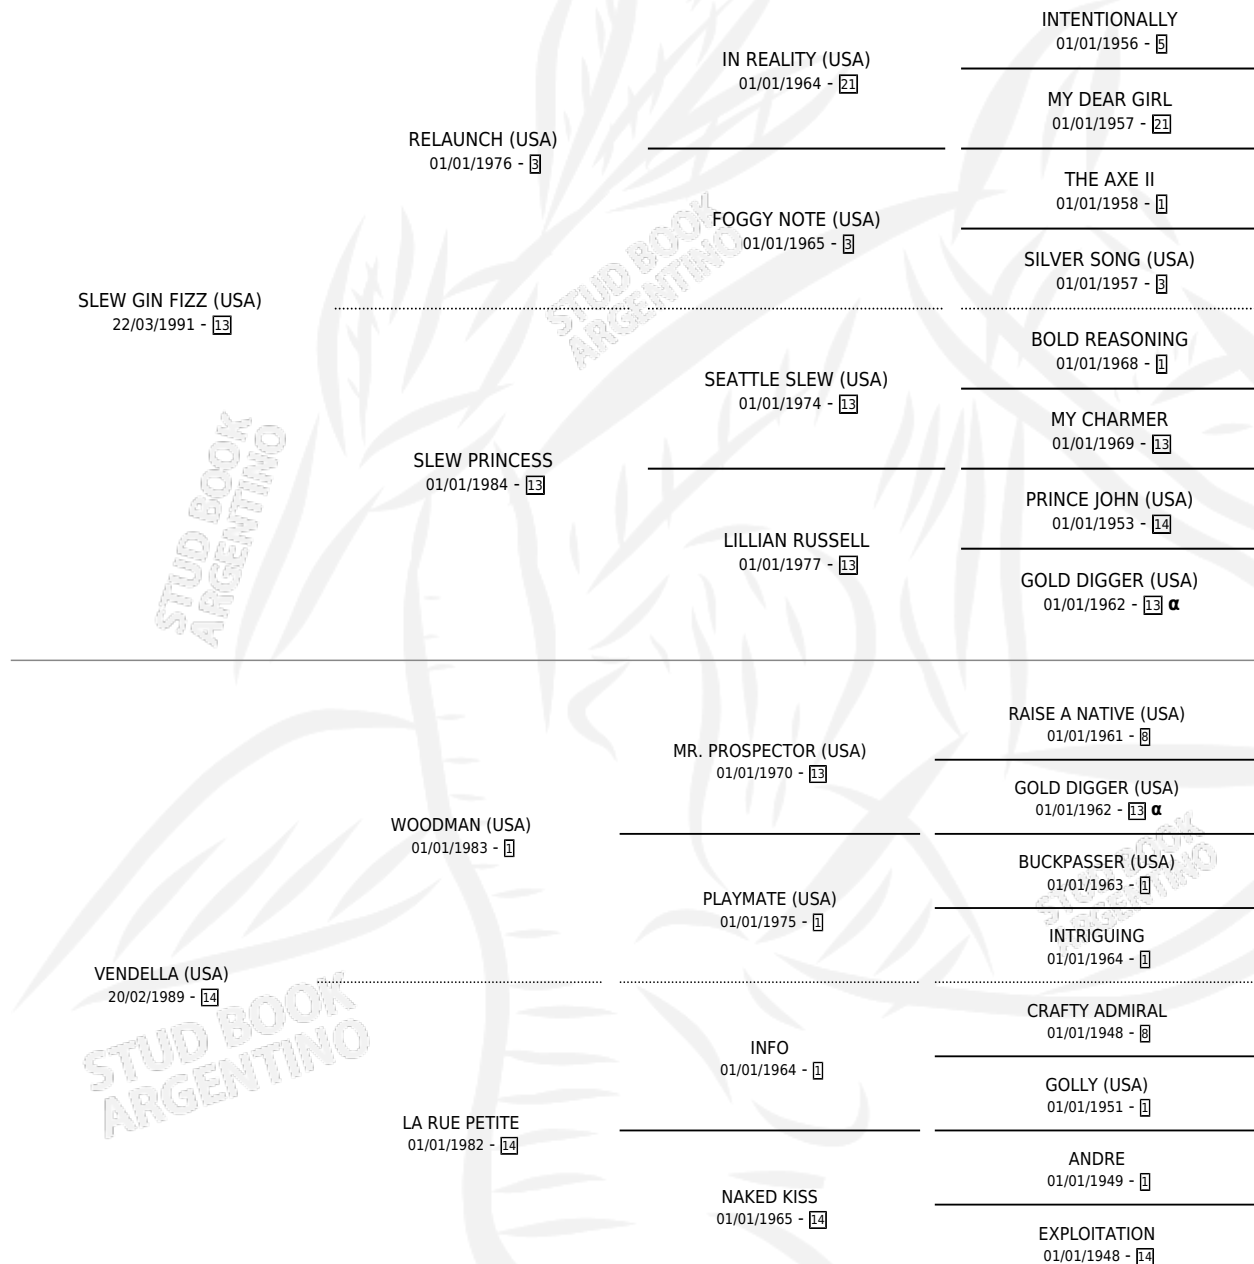 INTENTIONALLY
01/01/1956 - 5
IN REALITY (USA)
01/01/1964 - 21
MY DEAR GIRL
01/01/1957 - 21
RELAUNCH (USA)
01/01/1976 - 3
THE AXE II
01/01/1958 - 1
FOGGY NOTE (USA)
01/01/1965 - 3
SILVER SONG (USA)
01/01/1957 - 3
SLEW GIN FIZZ (USA)
22/03/1991 - 13
STUD BOOK
ARGENTINO
BOLD REASONING
01/01/1968 - 1
SEATTLE SLEW (USA)
01/01/1974 - 13
MY CHARMER
01/01/1969 - 13
SLEW PRINCESS
01/01/1984 - 13
PRINCE JOHN (USA)
01/01/1953 - 14
LILLIAN RUSSELL
01/01/1977 - 13
GOLD DIGGER (USA)
01/01/1962 - 13 α
STUD BOOK
ARGENTINO
RAISE A NATIVE (USA)
01/01/1961 - 8
MR. PROSPECTOR (USA)
01/01/1970 - 13
GOLD DIGGER (USA)
01/01/1962 - 13 α
WOODMAN (USA)
01/01/1983 - 1
BUCKPASSER (USA)
01/01/1963 - 1
PLAYMATE (USA)
01/01/1975 - 1
INTRIGUING
01/01/1964 - 1
STUD BOOK
ARGENTINO
VENDELLA (USA)
20/02/1989 - 14
CRAFTY ADMIRAL
01/01/1948 - 8
INFO
01/01/1964 - 1
GOLLY (USA)
01/01/1951 - 1
LA RUE PETITE
01/01/1982 - 14
ANDRE
01/01/1949 - 1
NAKED KISS
01/01/1965 - 14
EXPLOITATION
01/01/1948 - 14
STUD BOOK
ARGENTINO